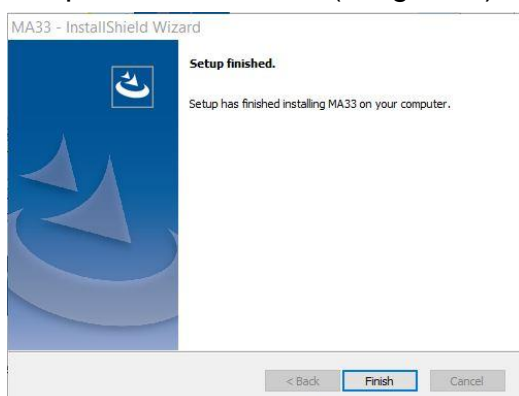 MA33 - InstallShield Wizard
Setup finished.
Setup has finished installing MA33 on your computer.
< Back Finish Cancel